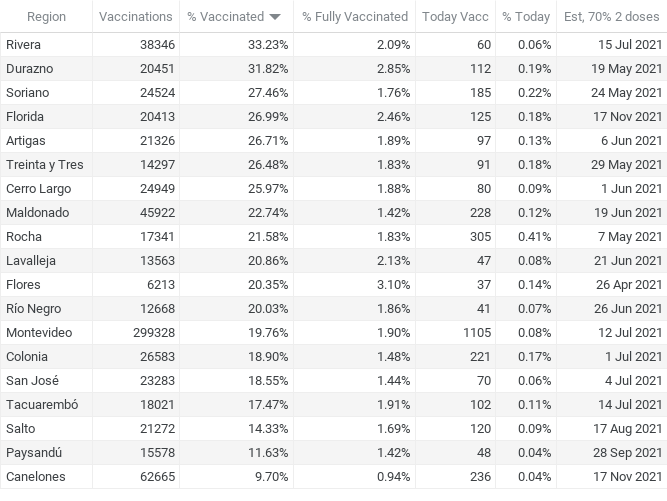 Region Vaccinations % Vaccinated % Fully Vaccinated Today Vacc % Today Est, 70% 2 doses
Rivera 38346 33.23% 2.09% 60 0.06% 15 Jul 2021
Durazno 20451 31.82% 2.85% 112 0.19% 19 May 2021
Soriano 24524 27.46% 1.76% 185 0.22% 24 May 2021
Florida 20413 26.99% 2.46% 125 0.18% 17 Nov 2021
Artigas 21326 26.71% 1.89% 97 0.13% 6 Jun 2021
Treinta y Tres 14297 26.48% 1.83% 91 0.18% 29 May 2021
Cerro Largo 24949 25.97% 1.88% 80 0.09% 1 Jun 2021
Maldonado 45922 22.74% 1.42% 228 0.12% 19 Jun 2021
Rocha 17341 21.58% 1.83% 305 0.41% 7 May 2021
Lavalleja 13563 20.86% 2.13% 47 0.08% 21 Jun 2021
Flores 6213 20.35% 3.10% 37 0.14% 26 Apr 2021
Río Negro 12668 20.03% 1.86% 41 0.07% 26 Jun 2021
Montevideo 299328 19.76% 1.90% 1105 0.08% 12 Jul 2021
Colonia 26583 18.90% 1.48% 221 0.17% 1 Jul 2021
San José 23283 18.55% 1.44% 70 0.06% 4 Jul 2021
Tacuarembó 18021 17.47% 1.91% 102 0.11% 14 Jul 2021
Salto 21272 14.33% 1.69% 120 0.09% 17 Aug 2021
Paysandú 15578 11.63% 1.42% 48 0.04% 28 Sep 2021
Canelones 62665 9.70% 0.94% 236 0.04% 17 Nov 2021